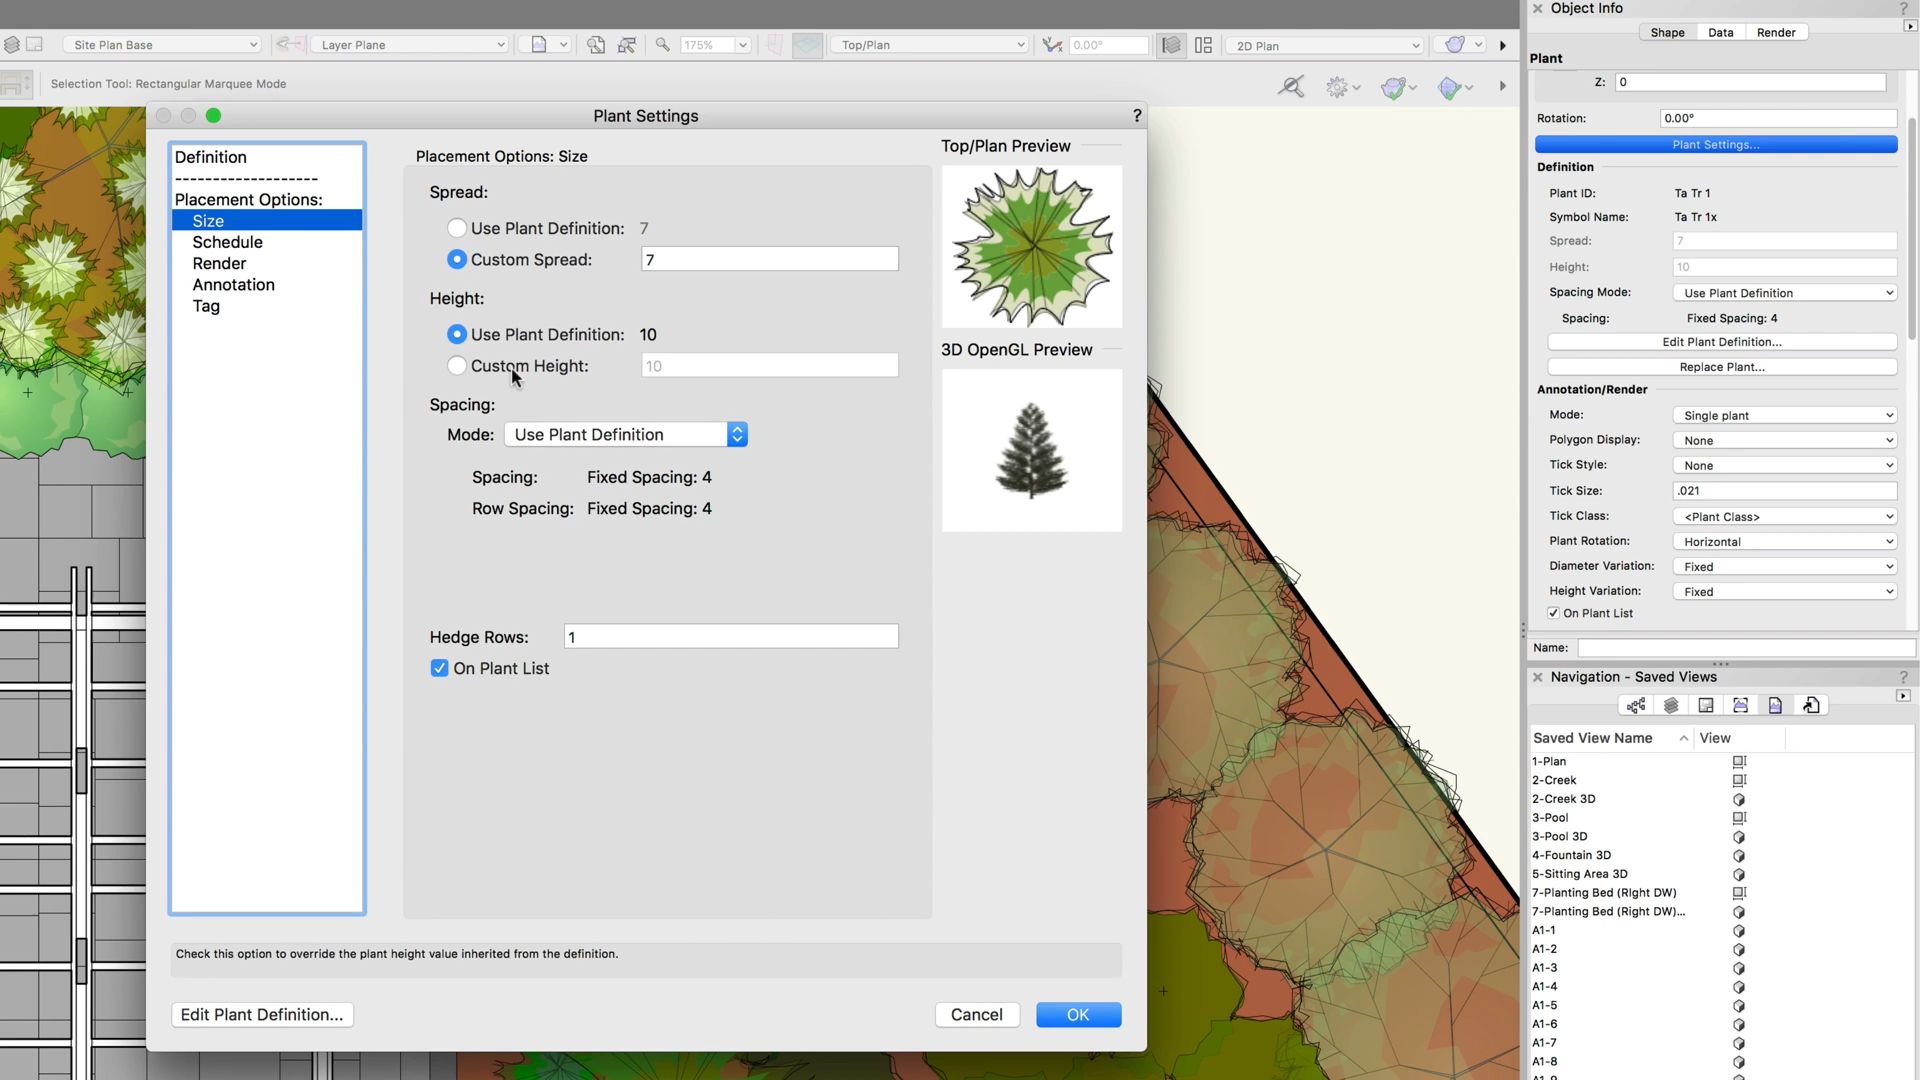 Site Plan Base
Layer Plane
175%
Top/Plan
0.00°
2D Plan
Selection Tool: Rectangular Marquee Mode
Plant Settings
?
Definition
-------------------
Placement Options:
Size
Schedule
Render
Annotation
Tag
Placement Options: Size
Spread:
Use Plant Definition: 7
Custom Spread: 7
Height:
Use Plant Definition: 10
Custom Height: 10
Spacing:
Mode: Use Plant Definition
Spacing: Fixed Spacing: 4
Row Spacing: Fixed Spacing: 4
Hedge Rows: 1
On Plant List
Top/Plan Preview
3D OpenGL Preview
Check this option to override the plant height value inherited from the definition.
Edit Plant Definition...
Cancel
OK
Object Info
?
Shape Data Render
Plant
Z: 0
Rotation: 0.00°
Plant Settings...
Definition
Plant ID: Ta Tr 1
Symbol Name: Ta Tr 1x
Spread: 7
Height: 10
Spacing Mode: Use Plant Definition
Spacing: Fixed Spacing: 4
Edit Plant Definition...
Replace Plant...
Annotation/Render
Mode: Single plant
Polygon Display: None
Tick Style: None
Tick Size: .021
Tick Class: <Plant Class>
Plant Rotation: Horizontal
Diameter Variation: Fixed
Height Variation: Fixed
On Plant List
Name:
Navigation - Saved Views
?
Saved View Name View
1-Plan
2-Creek
2-Creek 3D
3-Pool
3-Pool 3D
4-Fountain 3D
5-Sitting Area 3D
7-Planting Bed (RIght DW)
7-Planting Bed (Right DW)...
A1-1
A1-2
A1-3
A1-4
A1-5
A1-6
A1-7
A1-8
A1-9